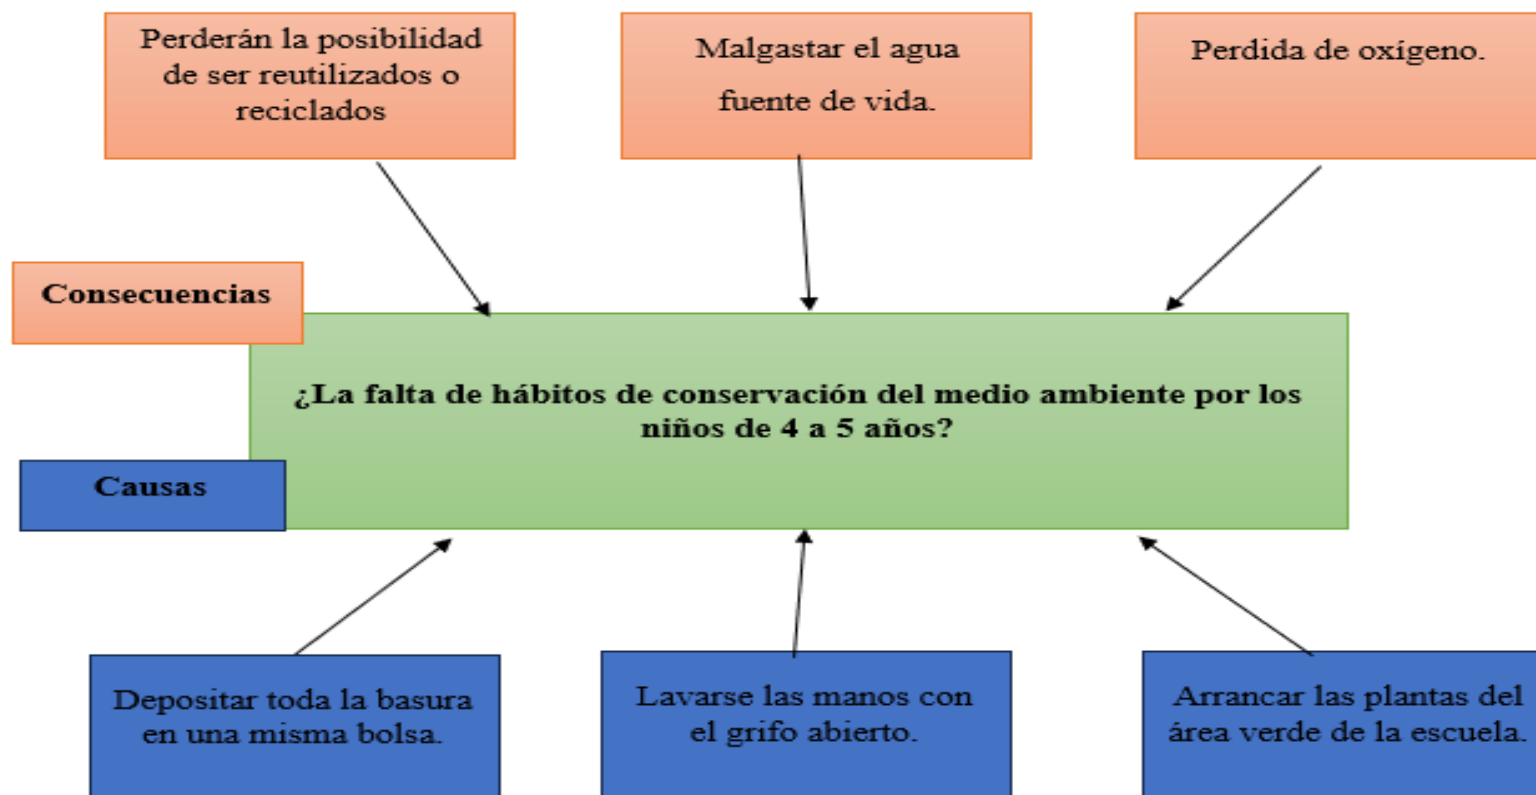 Perderán la posibilidad
de ser reutilizados o
reciclados
Malgastar el agua
fuente de vida.
Perdida de oxígeno.
Consecuencias
¿La falta de hábitos de conservación del medio ambiente por los
niños de 4 a 5 años?
Causas
Depositar toda la basura
en una misma bolsa.
Lavarse las manos con
el grifo abierto.
Arrancar las plantas del
área verde de la escuela.